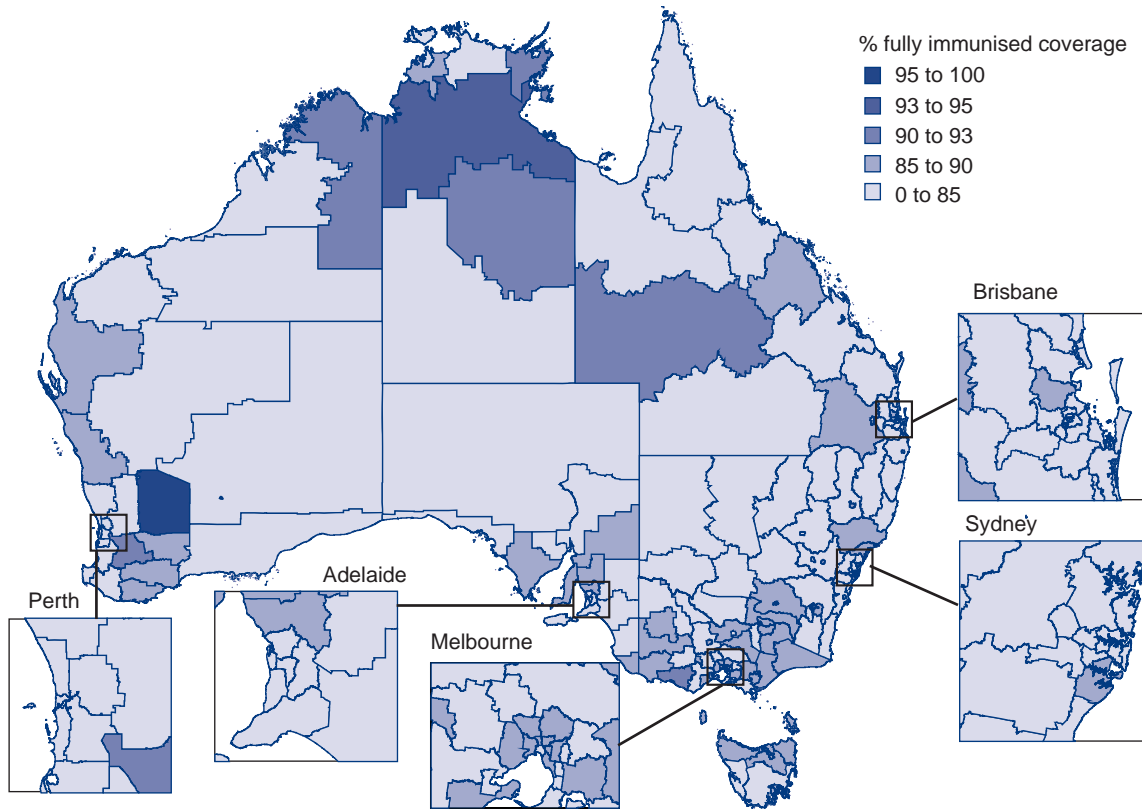 % fully immunised coverage
95 to 100
93 to 95
90 to 93
85 to 90
0 to 85
Brisbane
Sydney
Adelaide
Perth
Melbourne